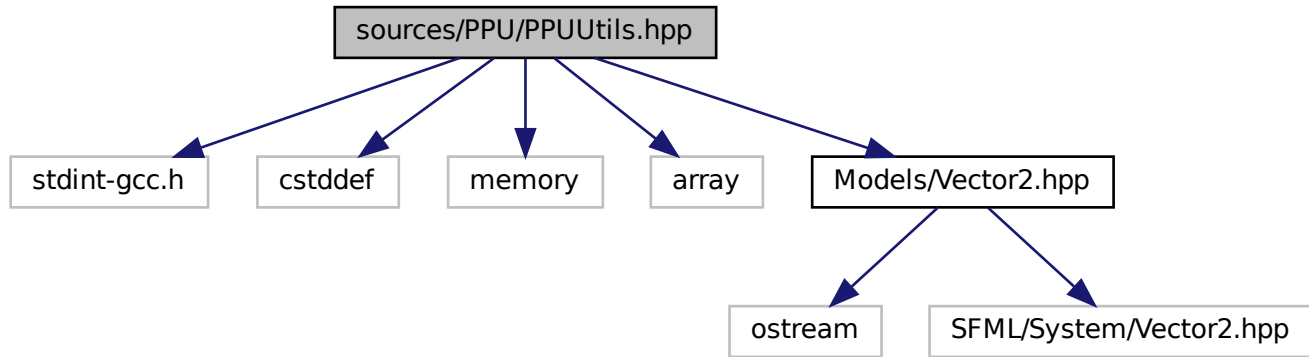 sources/PPU/PPUUtils.hpp
stdint-gcc.h
cstddef
memory
array
Models/Vector2.hpp
ostream
SFML/System/Vector2.hpp